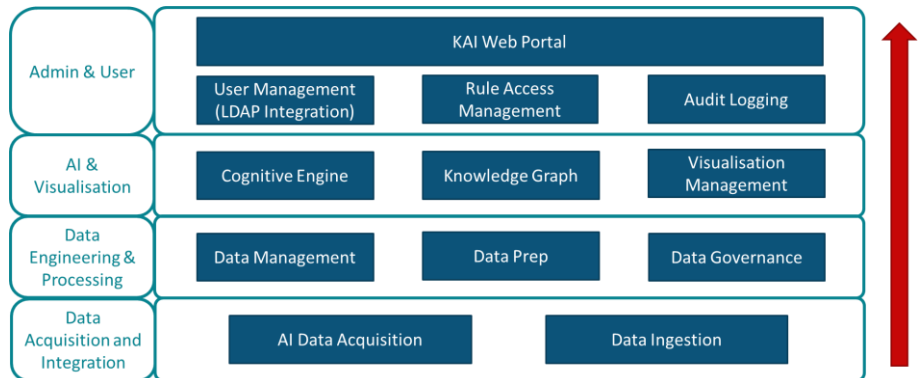 Admin & User
KAI Web Portal
User Management
(LDAP Integration)
Rule Access
Management
Audit Logging
AI &
Visualisation
Cognitive Engine
Knowledge Graph
Visualisation
Management
Data
Engineering &
Processing
Data Management
Data Prep
Data Governance
Data
Acquisition and
Integration
AI Data Acquisition
Data Ingestion